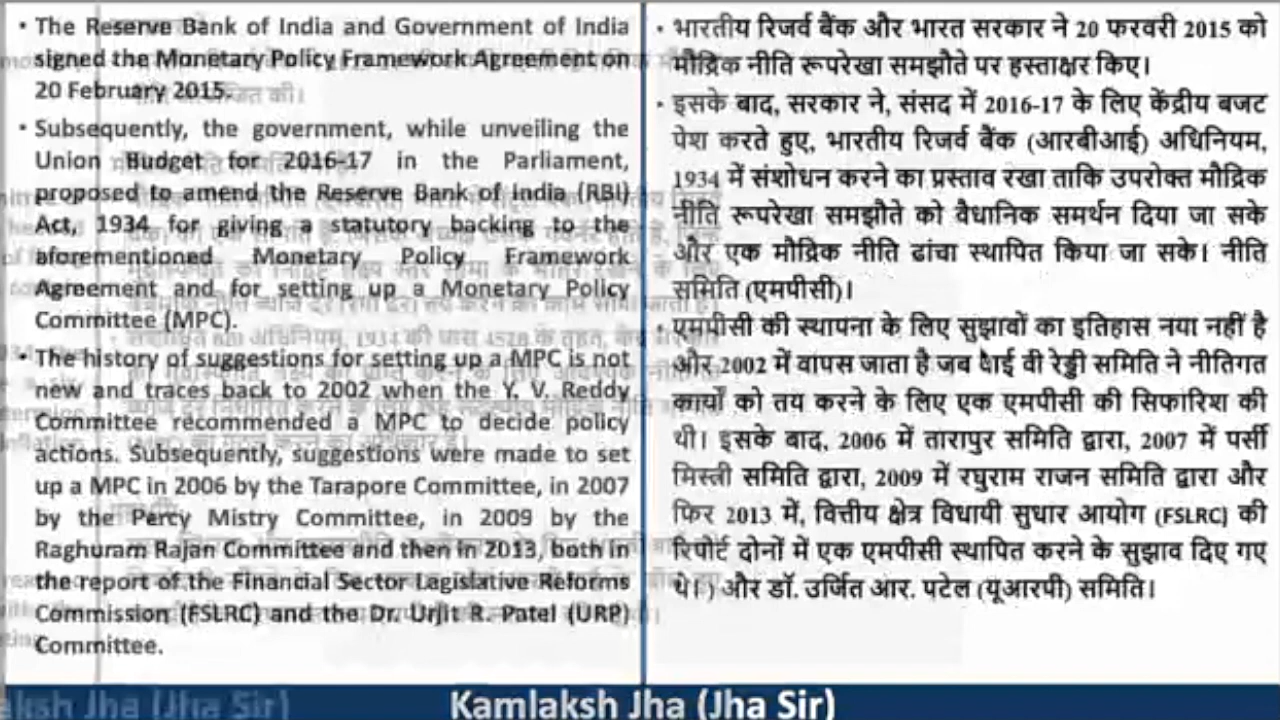 • The Reserve Bank of India and Government of India
signed the Monetary Policy Framework Agreement on
20 February 2015.
• Subsequently, the government, while unveiling the
Union Budget for 2016-17 in the Parliament,
proposed to amend the Reserve Bank of India (RBI)
Act, 1934 for giving a statutory backing to the
aforementioned Monetary Policy Framework
Agreement and for setting up a Monetary Policy
Committee (MPC).
• The history of suggestions for setting up a MPC is not
new and traces back to 2002 when the Y. V. Reddy
Committee recommended a MPC to decide policy
actions. Subsequently, suggestions were made to set
up a MPC in 2006 by the Tarapore Committee, in 2007
by the Percy Mistry Committee, in 2009 by the
Raghuram Rajan Committee and then in 2013, both in
the report of the Financial Sector Legislative Reforms
Commission (FSLRC) and the Dr. Urjit R. Patel (URP)
Committee.
• भारतीय रिजर्व बैंक और भारत सरकार ने 20 फरवरी 2015 को
मौद्रिक नीति रूपरेखा समझौते पर हस्ताक्षर किए।
• इसके बाद, सरकार ने, संसद में 2016-17 के लिए केंद्रीय बजट
पेश करते हुए, भारतीय रिजर्व बैंक (आरबीआई) अधिनियम,
1934 में संशोधन करने का प्रस्ताव रखा ताकि उपरोक्त मौद्रिक
नीति रूपरेखा समझौते को वैधानिक समर्थन दिया जा सके
और एक मौद्रिक नीति ढांचा स्थापित किया जा सके। नीति
समिति (एमपीसी)।
• एमपीसी की स्थापना के लिए सुझावों का इतिहास नया नहीं है
और 2002 में वापस जाता है जब वाई वी रेड्डी समिति ने नीतिगत
कार्यों को तय करने के लिए एक एमपीसी की सिफारिश की
थी। इसके बाद, 2006 में तारापुर समिति द्वारा, 2007 में पर्सी
मिस्त्री समिति द्वारा, 2009 में रघुराम राजन समिति द्वारा और
फिर 2013 में, वित्तीय क्षेत्र विधायी सुधार आयोग (FSLRC) की
रिपोर्ट दोनों में एक एमपीसी स्थापित करने के सुझाव दिए गए
थे।) और डॉ. उर्जित आर. पटेल (यूआरपी) समिति।
Kamlaksh Jha (Jha Sir)